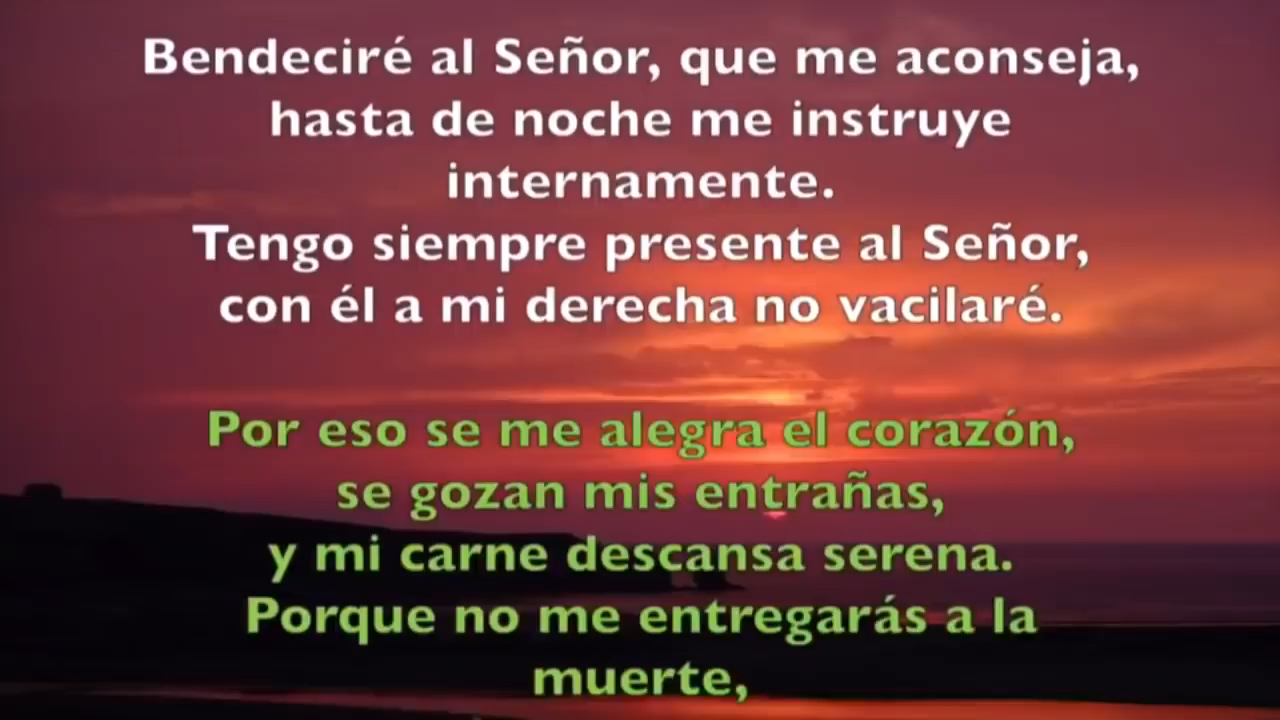 Bendeciré al Señor, que me aconseja,
hasta de noche me instruye
internamente.
Tengo siempre presente al Señor,
con él a mi derecha no vacilaré.
Por eso se me alegra el corazón,
se gozan mis entrañas,
y mi carne descansa serena.
Porque no me entregarás a la
muerte,